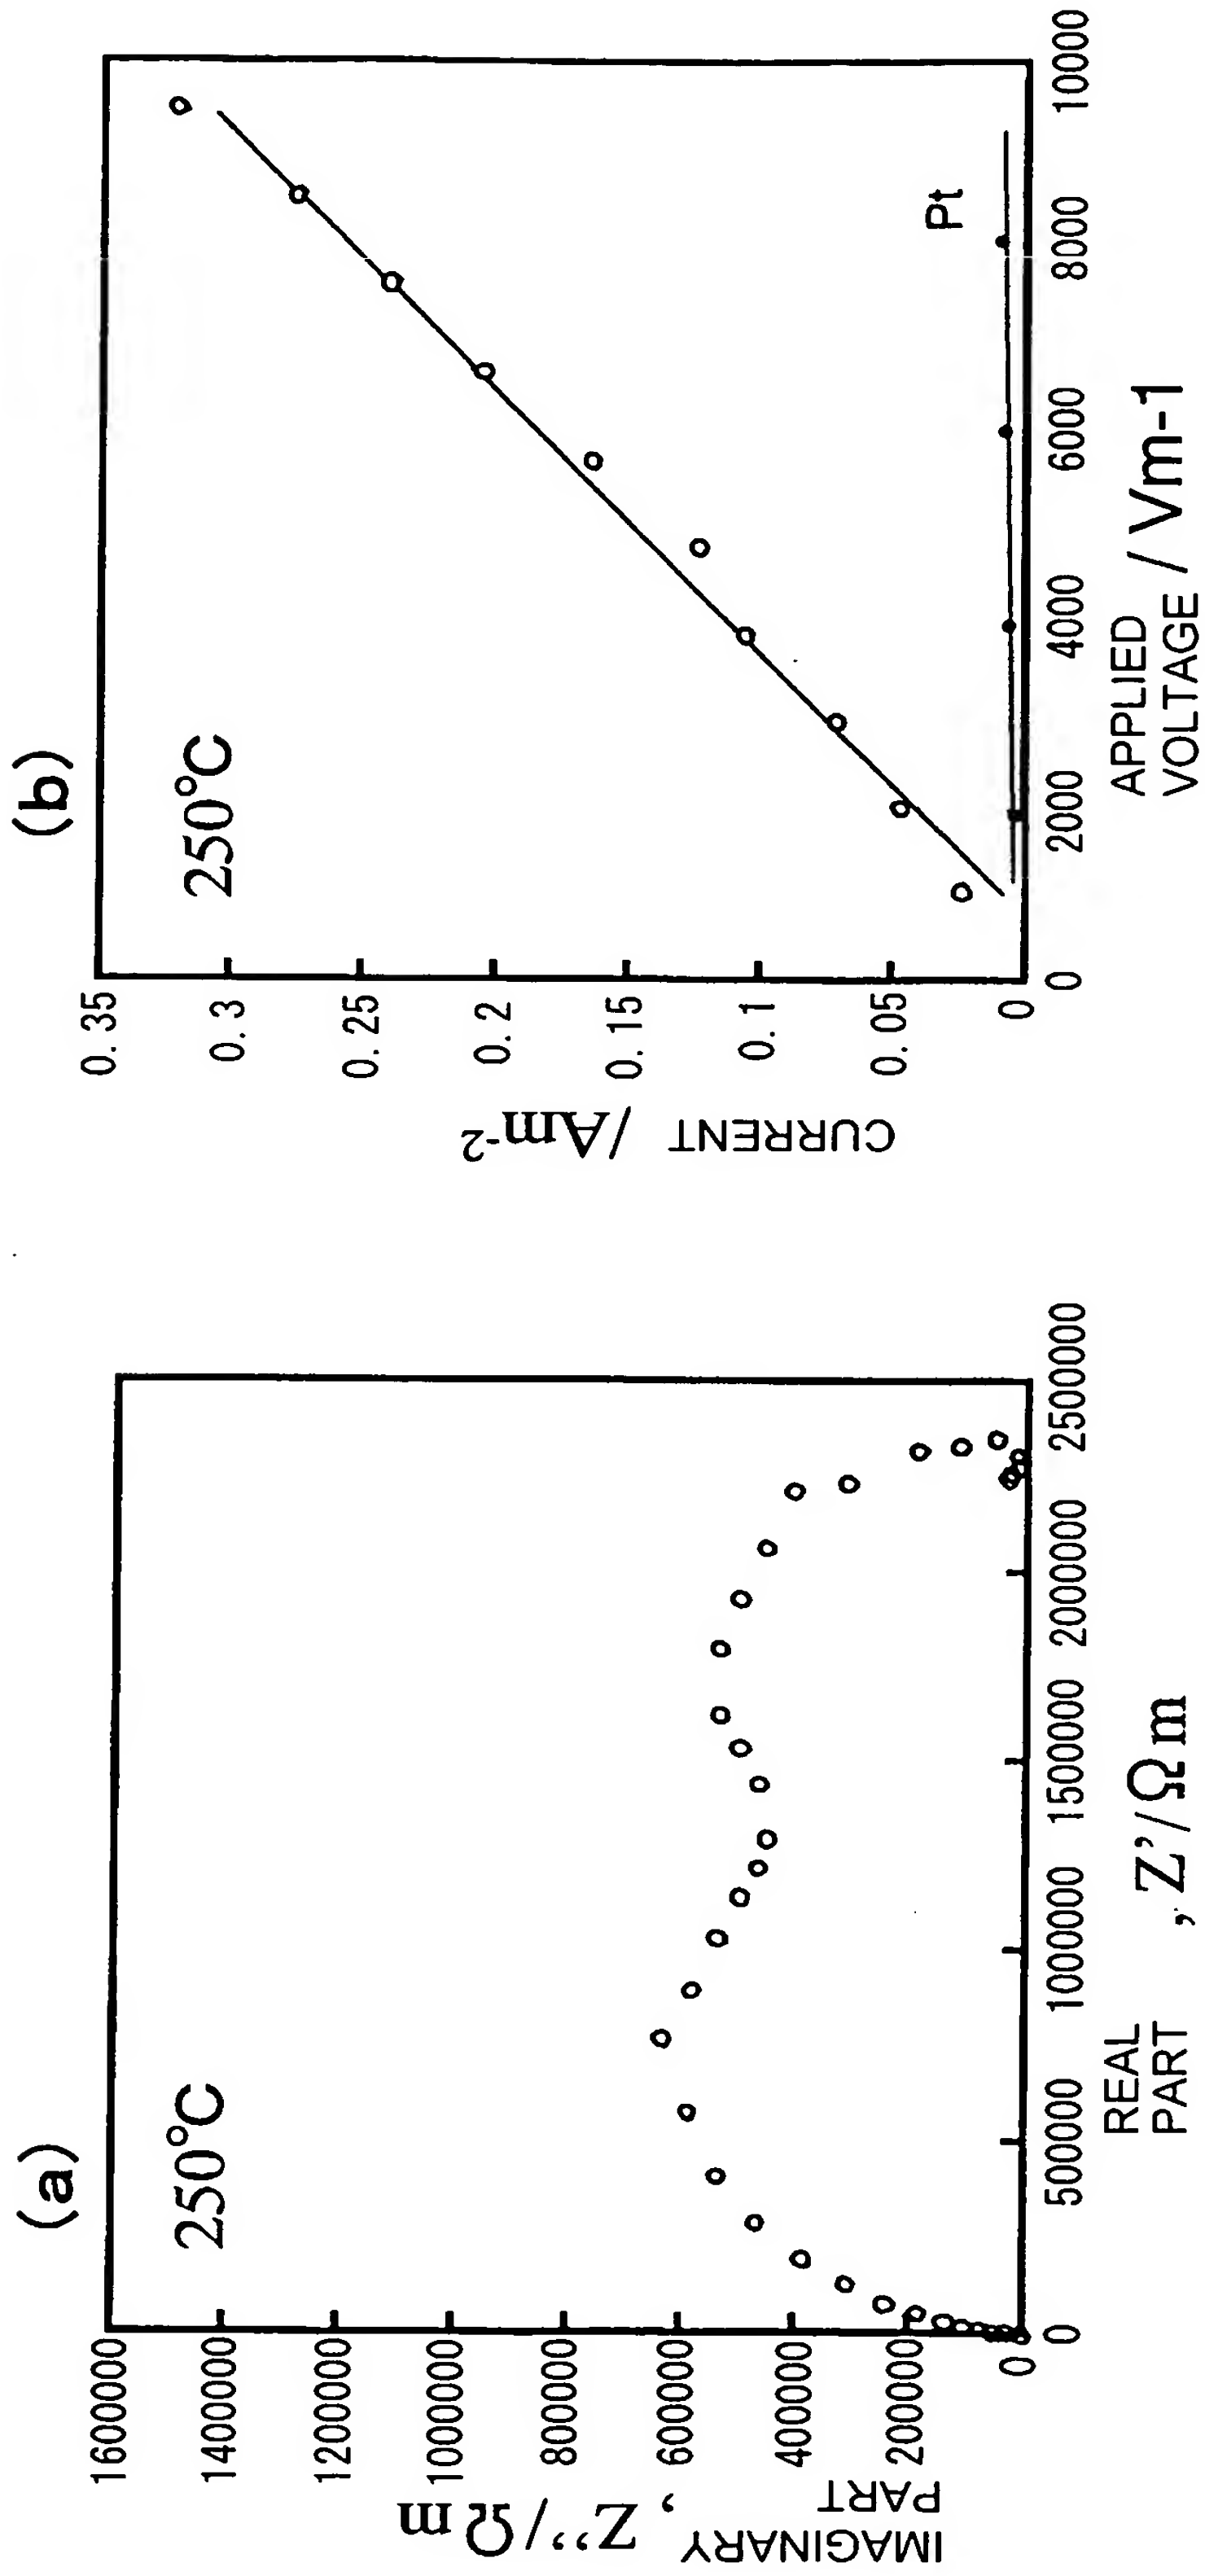 (a)
250°C
1600000
1400000
1200000
1000000
800000
600000
400000
200000
0
IMAGINARY
PART
, Z’’/Ω m
0
500000
1000000
1500000
2000000
2500000
REAL
PART
, Z’/Ω m
(b)
250°C
0.35
0.3
0.25
0.2
0.15
0.1
0.05
0
CURRENT /Am-2
Pt
0
2000
4000
6000
8000
10000
APPLIED
VOLTAGE / Vm-1